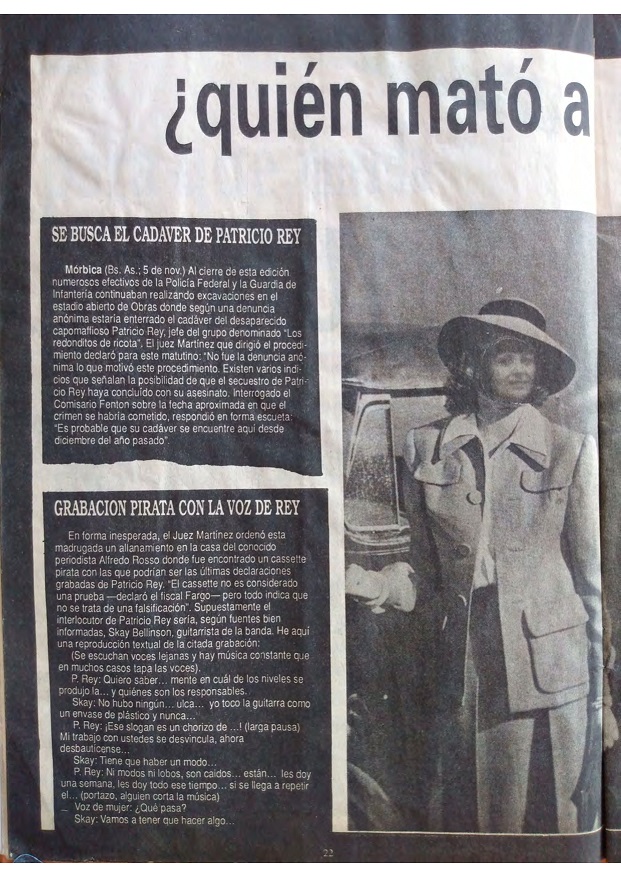 ¿quién mató a
SE BUSCA EL CADAVER DE PATRICIO REY
Mórbica (Bs. As.; 5 de nov.) Al cierre de esta edición
numerosos efectivos de la Policía Federal y la Guardia de
Infantería continuaban realizando excavaciones en el
estadio abierto de Obras donde según una denuncia
anónima estaría enterrado el cadáver del desaparecido
capomaffioso Patricio Rey, jefe del grupo denominado "Los
redonditos de ricota". El juez Martínez que dirigió el procedi-
miento declaró para este matutino: "No fue la denuncia anó-
nima lo que motivó este procedimiento. Existen varios indi-
cios que señalan la posibilidad de que el secuestro de Patri-
cio Rey haya concluído con su asesinato. Interrogado el
Comisario Fenton sobre la fecha aproximada en que el
crimen se habría cometido, respondió en forma escueta:
"Es probable que su cadáver se encuentre aquí desde
diciembre del año pasado".
GRABACION PIRATA CON LA VOZ DE REY
En forma inesperada, el Juez Martínez ordenó esta
madrugada un allanamiento en la casa del conocido
periodista Alfredo Rosso donde fue encontrado un cassette
pirata con las que podrían ser las últimas declaraciones
grabadas de Patricio Rey. "El cassette no es considerado
una prueba —declaró el fiscal Fargo— pero todo indica que
no se trata de una falsificación". Supuestamente el
interlocutor de Patricio Rey sería, según fuentes bien
informadas, Skay Bellinson, guitarrista de la banda. He aquí
una reproducción textual de la citada grabación:
(Se escuchan voces lejanas y hay música constante que
en muchos casos tapa las voces).
P. Rey: Quiero saber... mente en cuál de los niveles se
produjo la... y quiénes son los responsables.
Skay: No hubo ningún... ulca... yo toco la guitarra como
un envase de plástico y nunca...
P. Rey: ¡Ese slogan es un chorizo de ...! (larga pausa)
Mi trabajo con ustedes se desvincula, ahora
desbautícense...
Skay: Tiene que haber un modo...
P. Rey: Ni modos ni lobos, son caidos... están... les doy
una semana, les doy todo ese tiempo... si se llega a repetir
el... (portazo, alguien corta la música)
_ Voz de mujer: ¿Qué pasa?
Skay: Vamos a tener que hacer algo...
22